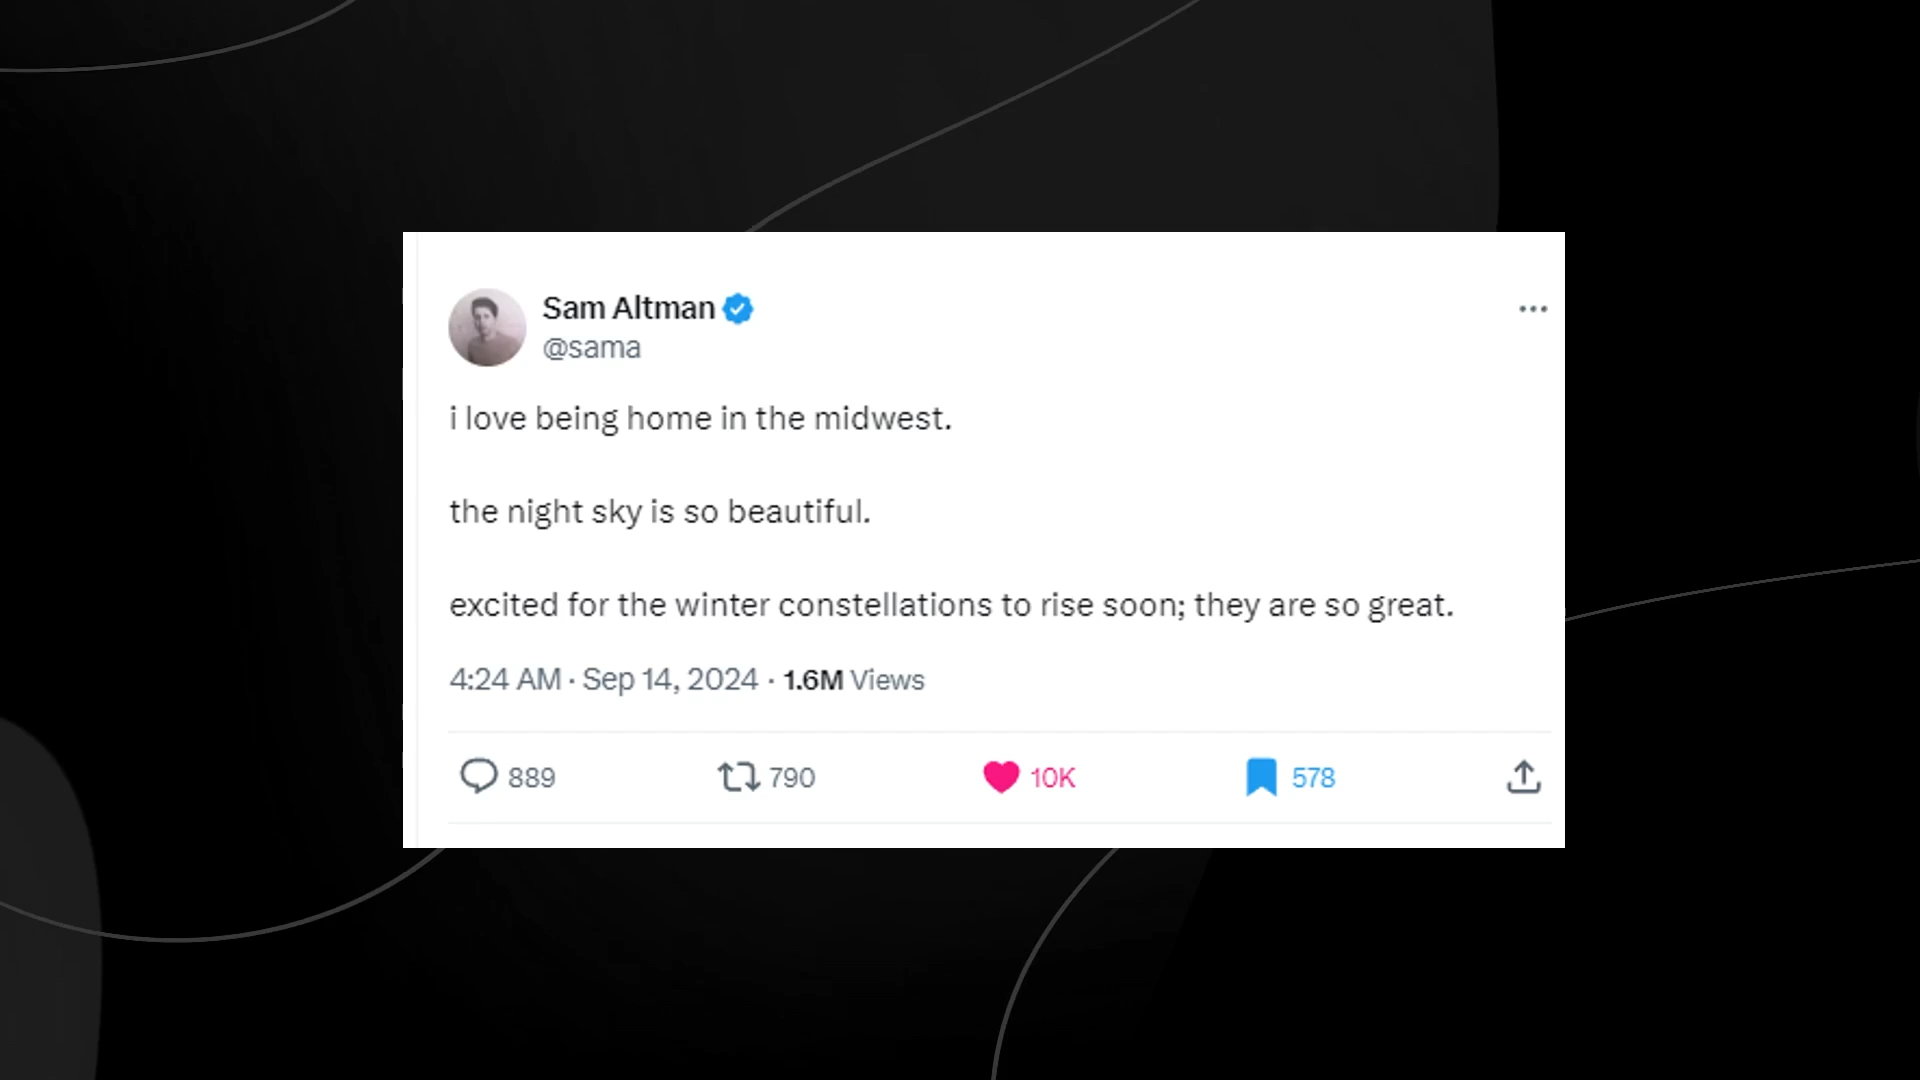 Sam Altman
@sama
i love being home in the midwest.
the night sky is so beautiful.
excited for the winter constellations to rise soon; they are so great.
4:24 AM · Sep 14, 2024 · 1.6M Views
889 790 10K 578